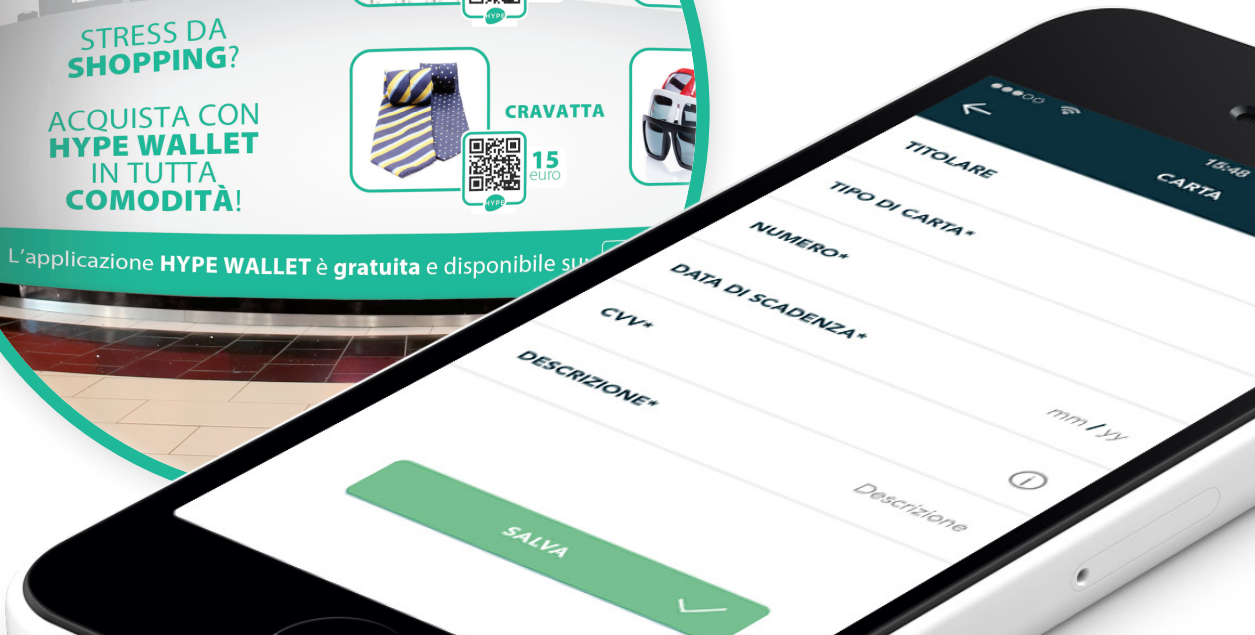 HYPE
STRESS DA
SHOPPING?
ACQUISTA CON
HYPE WALLET
IN TUTTA
COMODITÀ!
CRAVATTA
15
euro
HYPE
L'applicazione HYPE WALLET è gratuita e disponibile su
15:48
CARTA
TITOLARE
TIPO DI CARTA*
NUMERO*
DATA DI SCADENZA*
mm / yy
CVV*
DESCRIZIONE*
Descrizione
SALVA